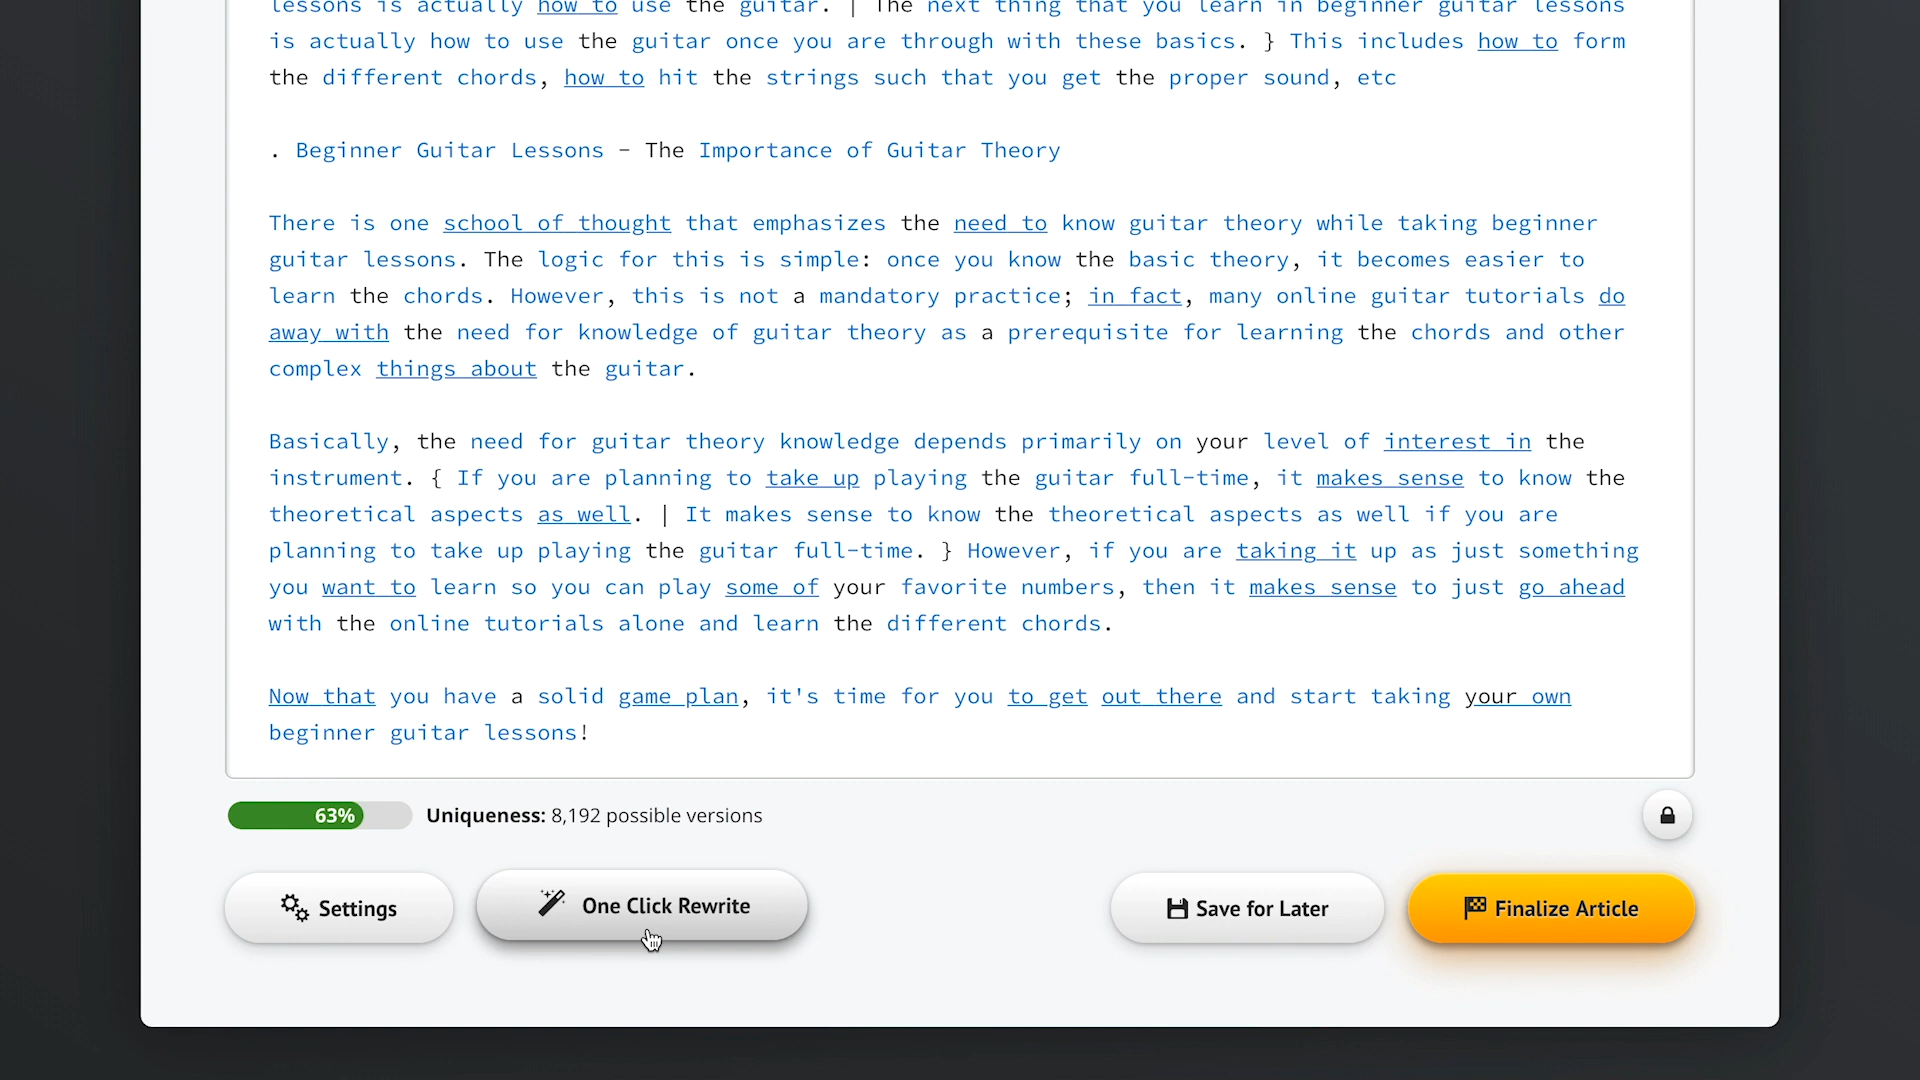 lessons is actually how to use the guitar. | The next thing that you learn in beginner guitar lessons
is actually how to use the guitar once you are through with these basics. } This includes how to form
the different chords, how to hit the strings such that you get the proper sound, etc
. Beginner Guitar Lessons - The Importance of Guitar Theory
There is one school of thought that emphasizes the need to know guitar theory while taking beginner
guitar lessons. The logic for this is simple: once you know the basic theory, it becomes easier to
learn the chords. However, this is not a mandatory practice; in fact, many online guitar tutorials do
away with the need for knowledge of guitar theory as a prerequisite for learning the chords and other
complex things about the guitar.
Basically, the need for guitar theory knowledge depends primarily on your level of interest in the
instrument. { If you are planning to take up playing the guitar full-time, it makes sense to know the
theoretical aspects as well. | It makes sense to know the theoretical aspects as well if you are
planning to take up playing the guitar full-time. } However, if you are taking it up as just something
you want to learn so you can play some of your favorite numbers, then it makes sense to just go ahead
with the online tutorials alone and learn the different chords.
Now that you have a solid game plan, it's time for you to get out there and start taking your own
beginner guitar lessons!
63% Uniqueness: 8,192 possible versions
Settings One Click Rewrite Save for Later Finalize Article